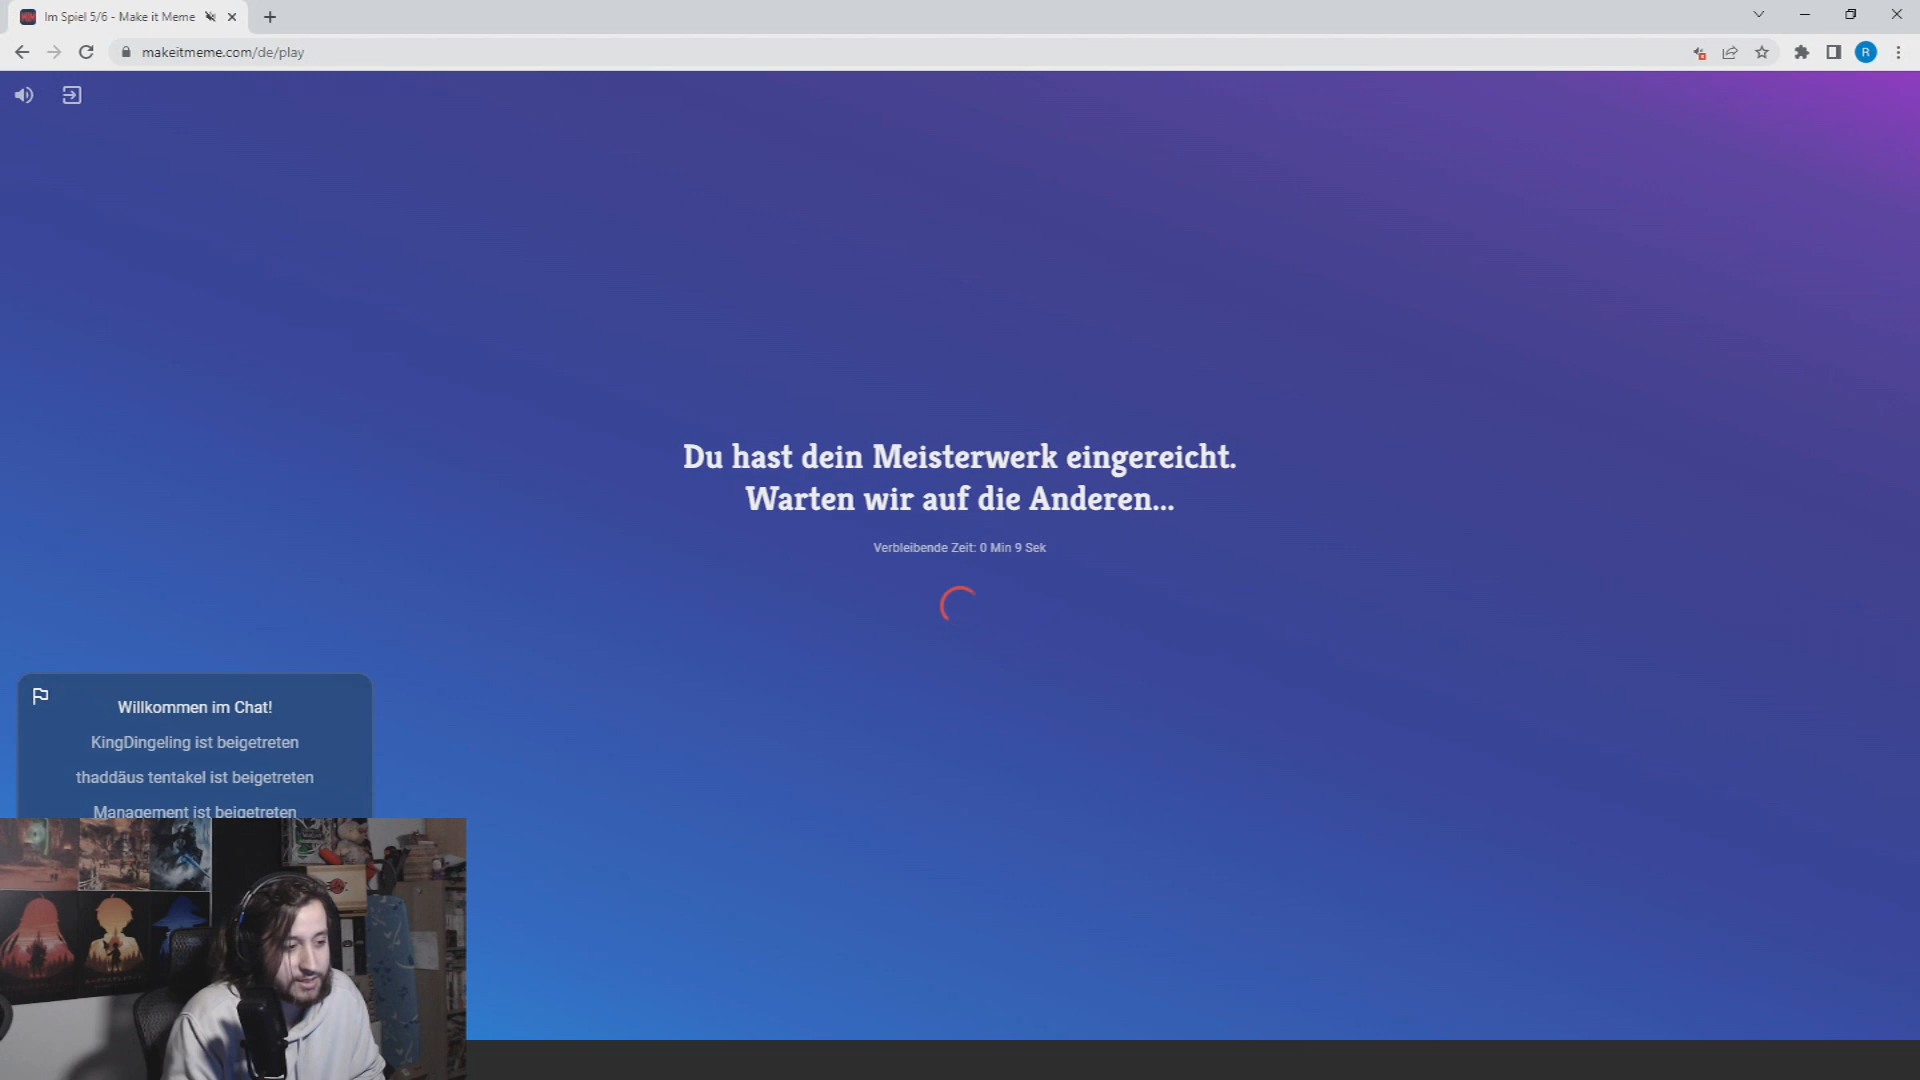 Im Spiel 5/6 - Make it Meme
makeitmeme.com/de/play
R
Du hast dein Meisterwerk eingereicht.
Warten wir auf die Anderen...
Verbleibende Zeit: 0 Min 9 Sek
Willkommen im Chat!
KingDingeling ist beigetreten
thaddäus tentakel ist beigetreten
Management ist beigetreten